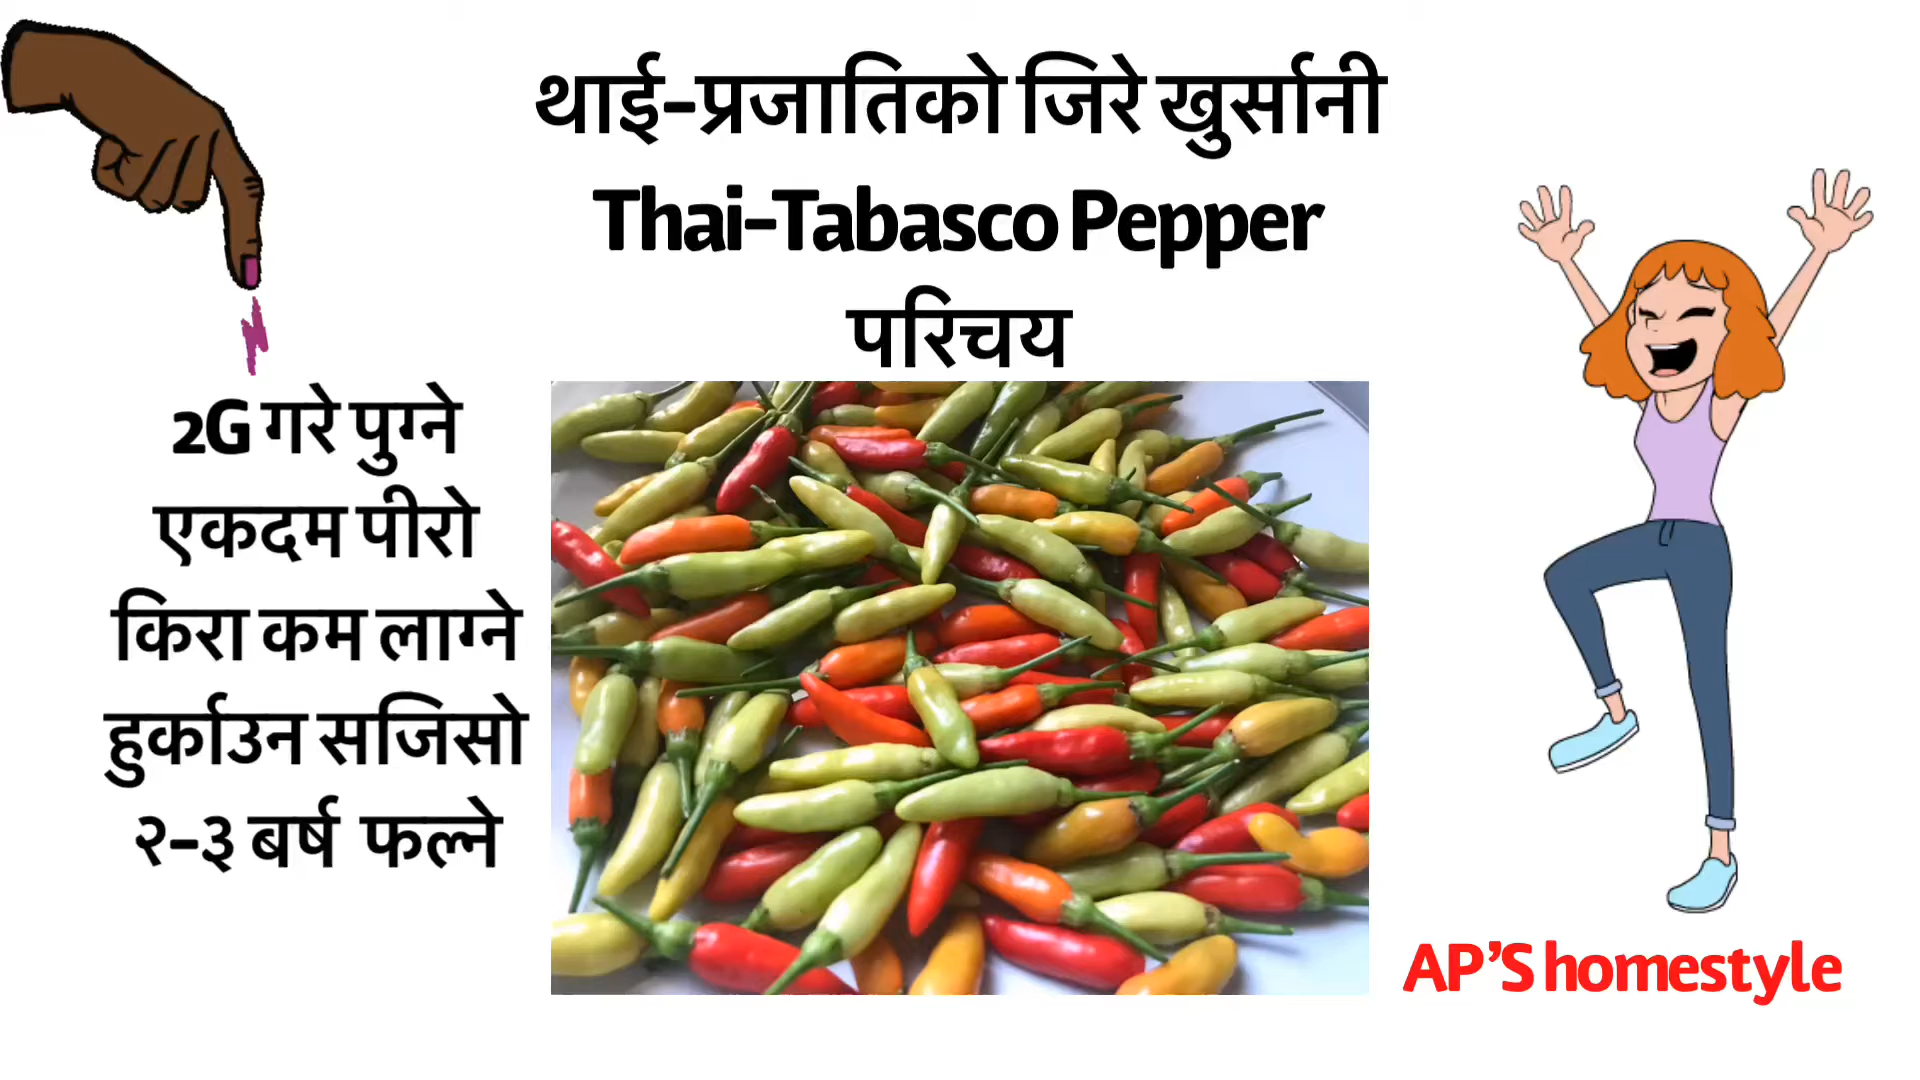 थाई-प्रजातिको जिरे खुर्सानी
Thai-Tabasco Pepper
परिचय
2G गरे पुग्ने
एकदम पीरो
किरा कम लाग्ने
हुर्काउन सजिसो
२-३ बर्ष फल्ने
AP'S homestyle